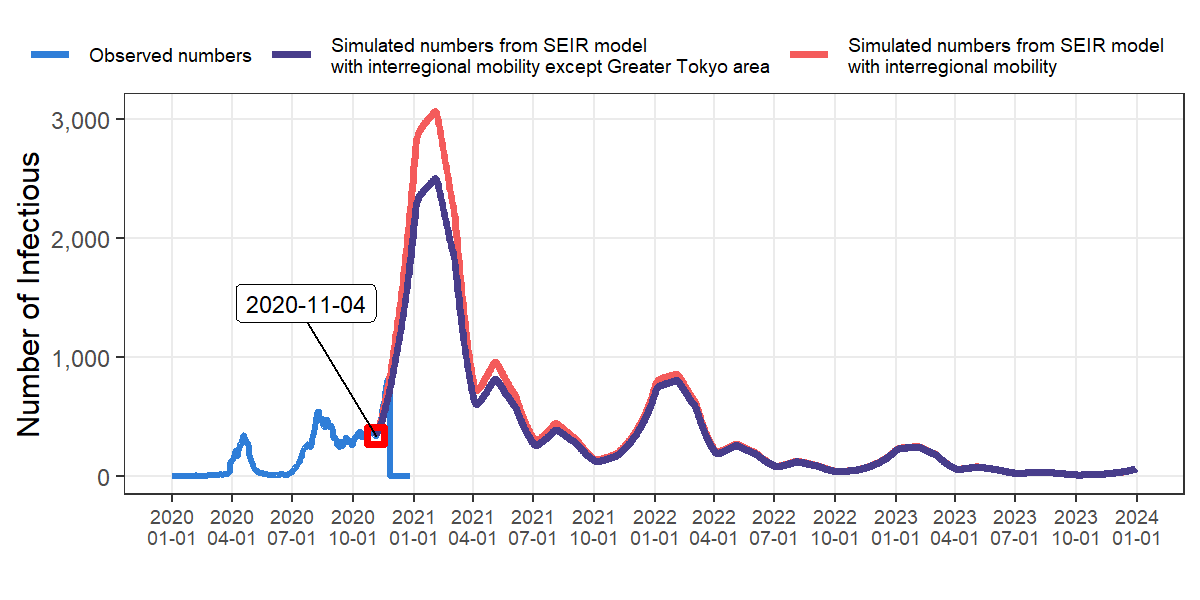 Observed numbers
Simulated numbers from SEIR model
with interregional mobility except Greater Tokyo area
Simulated numbers from SEIR model
with interregional mobility
Number of Infectious
3,000
2,000
1,000
0
2020-11-04
2020 2020 2020 2020 2021 2021 2021 2021 2022 2022 2022 2022 2023 2023 2023 2023 2024
01-01 04-01 07-01 10-01 01-01 04-01 07-01 10-01 01-01 04-01 07-01 10-01 01-01 04-01 07-01 10-01 01-01